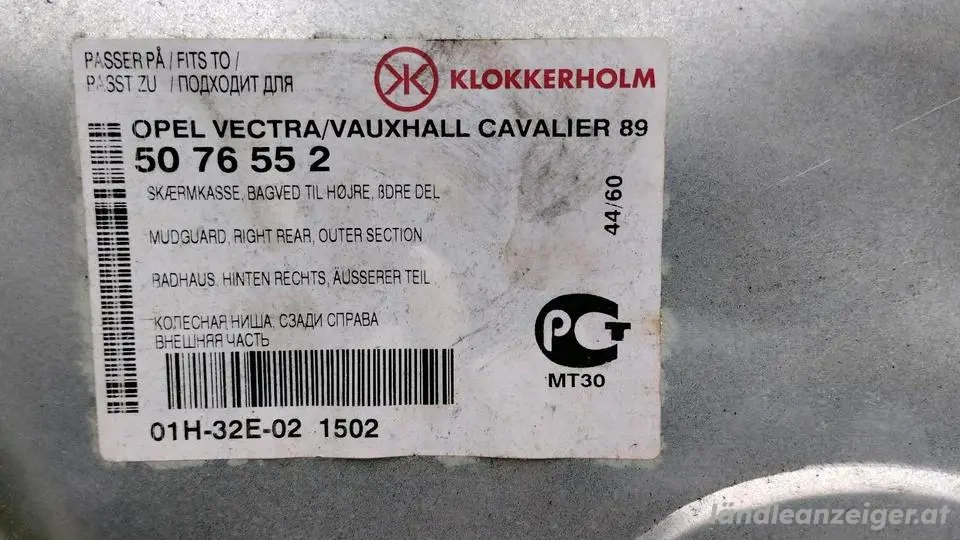 PASSER PÅ / FITS TO /
PASST ZU / ПОДХОДИТ ДЛЯ
KLOKKERHOLM
OPEL VECTRA/VAUXHALL CAVALIER 89
50 76 55 2
SKÆRMKASSE, BAGVED TIL HØJRE, YDRE DEL
MUDGUARD, RIGHT REAR, OUTER SECTION
RADHAUS, HINTEN RECHTS, ÄUSSERER TEIL
КОЛЕСНАЯ НИША, СЗАДИ СПРАВА
ВНЕШНЯЯ ЧАСТЬ
44/60
РСТ
МТ30
01H-32E-02 1502
ländleanzeiger.at